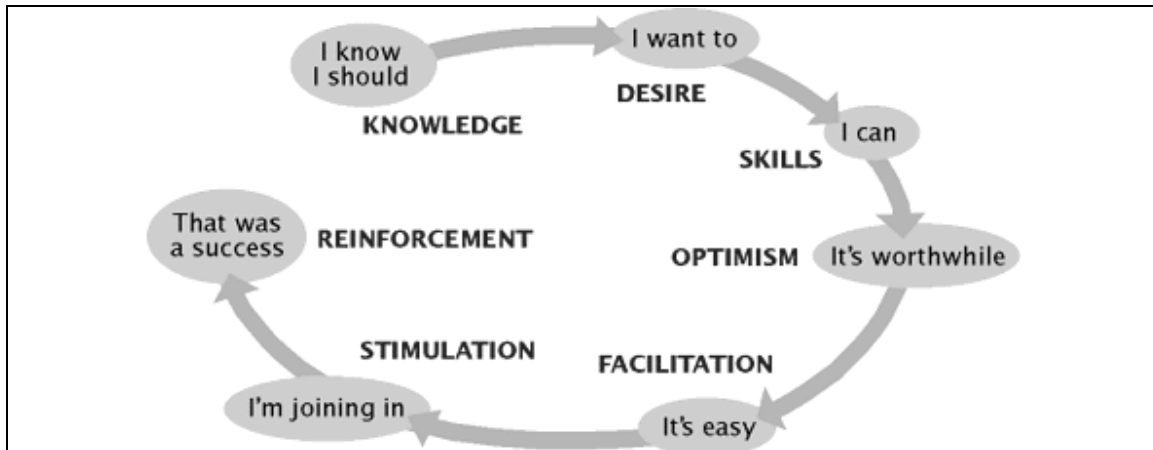 I know
I should
KNOWLEDGE
I want to
DESIRE
I can
SKILLS
It's worthwhile
OPTIMISM
It's easy
FACILITATION
I'm joining in
STIMULATION
That was
a success
REINFORCEMENT